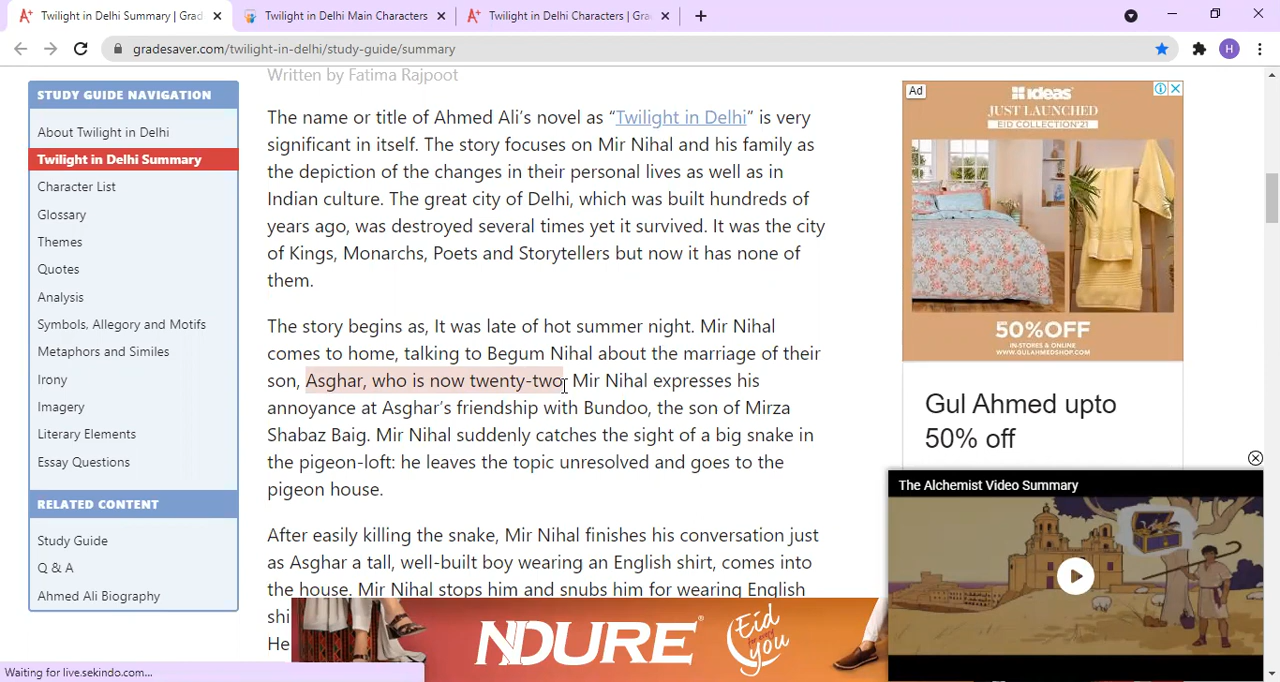 Twilight in Delhi Summary | Grad
Twilight in Delhi Main Characters
Twilight in Delhi Characters | Gra
gradesaver.com/twilight-in-delhi/study-guide/summary
H
STUDY GUIDE NAVIGATION
About Twilight in Delhi
Twilight in Delhi Summary
Character List
Glossary
Themes
Quotes
Analysis
Symbols, Allegory and Motifs
Metaphors and Similes
Irony
Imagery
Literary Elements
Essay Questions
RELATED CONTENT
Study Guide
Q & A
Ahmed Ali Biography
Written by Fatima Rajpoot
The name or title of Ahmed Ali's novel as “Twilight in Delhi” is very
significant in itself. The story focuses on Mir Nihal and his family as
the depiction of the changes in their personal lives as well as in
Indian culture. The great city of Delhi, which was built hundreds of
years ago, was destroyed several times yet it survived. It was the city
of Kings, Monarchs, Poets and Storytellers but now it has none of
them.
The story begins as, It was late of hot summer night. Mir Nihal
comes to home, talking to Begum Nihal about the marriage of their
son, Asghar, who is now twenty-two. Mir Nihal expresses his
annoyance at Asghar's friendship with Bundoo, the son of Mirza
Shabaz Baig. Mir Nihal suddenly catches the sight of a big snake in
the pigeon-loft: he leaves the topic unresolved and goes to the
pigeon house.
After easily killing the snake, Mir Nihal finishes his conversation just
as Asghar a tall, well-built boy wearing an English shirt, comes into
the house. Mir Nihal stops him and snubs him for wearing English
shi
He
Ad
ideas
JUST LAUNCHED
EID COLLECTION'21
50%OFF
IN-STORES & ONLINE
WWW.GULAHMEDSHOP.COM
Gul Ahmed upto
50% off
The Alchemist Video Summary
NDURE®
Eid
for every
you
Waiting for live.sekindo.com...